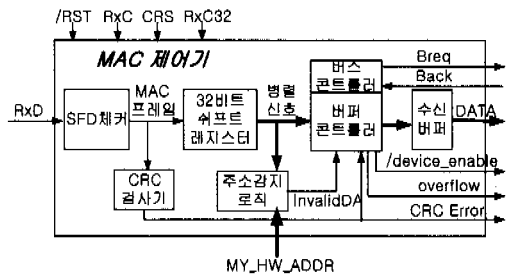 /RST RxC CRS RxC32
MAC 제어기
RxD
SFD체커
MAC
프레임
32비트
쉬프트
레지스터
병렬
신호
버스
콘트롤러
버퍼
콘트롤러
수신
버퍼
Breq
Back
DATA
/device_enable
overflow
CRC Error
CRC
검사기
주소감지
로직
InvalidDA
MY_HW_ADDR